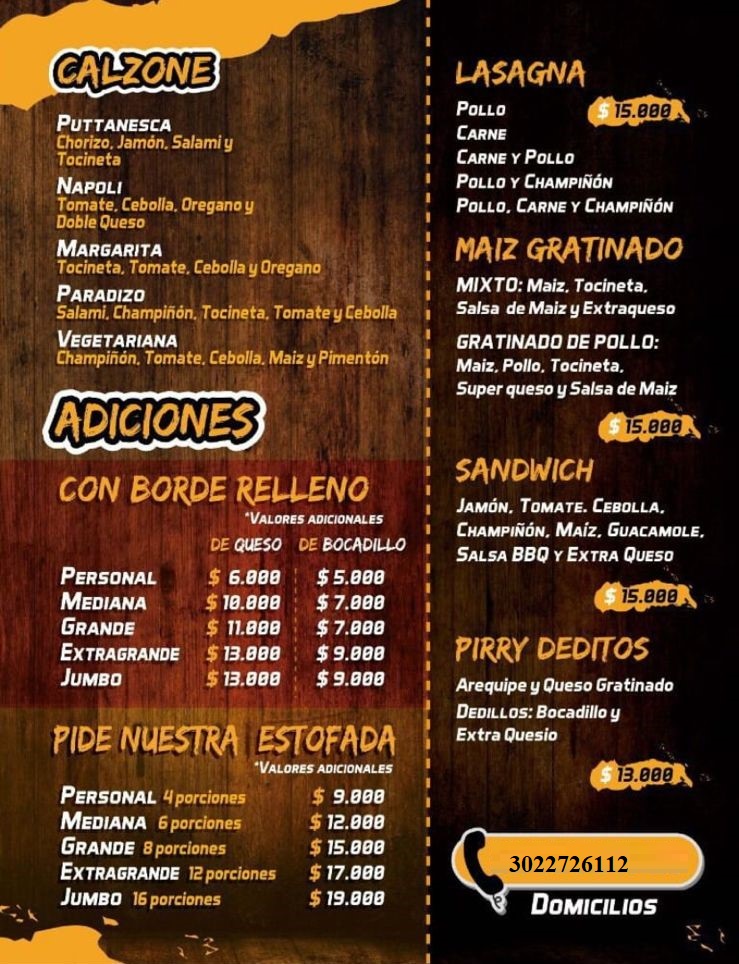 CALZONE
PUTTANESCA
Chorizo, Jamón, Salami y
Tocineta
NAPOLI
Tomate, Cebolla, Oregano y
Doble Queso
MARGARITA
Tocineta, Tomate, Cebolla y Oregano
PARADIZO
Salami, Champiñón, Tocineta, Tomate y Cebolla
VEGETARIANA
Champiñón, Tomate, Cebolla, Maiz y Pimentón
ADICIONES
CON BORDE RELLENO
*VALORES ADICIONALES
DE QUESO DE BOCADILLO
PERSONAL $ 6.000 $ 5.000
MEDIANA $ 10.000 $ 7.000
GRANDE $ 11.000 $ 7.000
EXTRAGRANDE $ 13.000 $ 9.000
JUMBO $ 13.000 $ 9.000
PIDE NUESTRA ESTOFADA
*VALORES ADICIONALES
PERSONAL 4 porciones $ 9.000
MEDIANA 6 porciones $ 12.000
GRANDE 8 porciones $ 15.000
EXTRAGRANDE 12 porciones $ 17.000
JUMBO 16 porciones $ 19.000
LASAGNA
POLLO $ 15.000
CARNE
CARNE Y POLLO
POLLO Y CHAMPIÑÓN
POLLO, CARNE Y CHAMPIÑÓN
MAIZ GRATINADO
MIXTO: Maiz, Tocineta,
Salsa de Maiz y Extraqueso
GRATINADO DE POLLO:
Maiz, Pollo, Tocineta,
Super queso y Salsa de Maiz
$ 15.000
SANDWICH
JAMÓN, TOMATE. CEBOLLA,
CHAMPIÑÓN, MAÍZ, GUACAMOLE,
SALSA BBQ Y EXTRA QUESO
$ 15.000
PIRRY DEDITOS
Arequipe y Queso Gratinado
DEDILLOS: Bocadillo y
Extra Quesio
$ 13.000
3022726112
DOMICILIOS